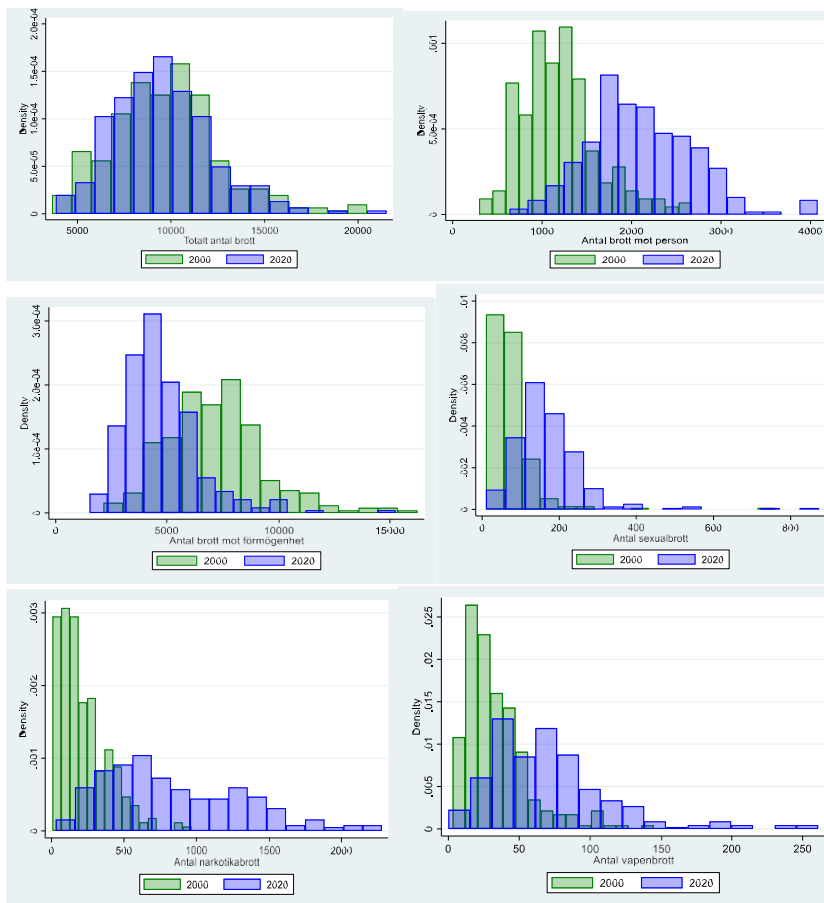 2.0e-04
1.5e-04
1.0e-04
5.0e-05
0
Density
5000 10000 15000 20000
Totalt antal brott
2000 2020
.001
5.0e-04
0
Density
0 1000 2000 3000 4000
Antal brott mot person
2000 2020
3.0e-04
2.0e-04
1.0e-04
0
Density
0 5000 10000 15000
Antal brott mot förmögenhet
2000 2020
.01
.008
.006
.004
.002
0
Density
0 200 400 600 800
Antal sexualbrott
2000 2020
.003
.002
.001
0
Density
0 500 1000 1500 2000
Antal narkotikabrott
2000 2020
.025
.02
.015
.01
.005
0
Density
0 50 100 150 200 250
Antal vapenbrott
2000 2020